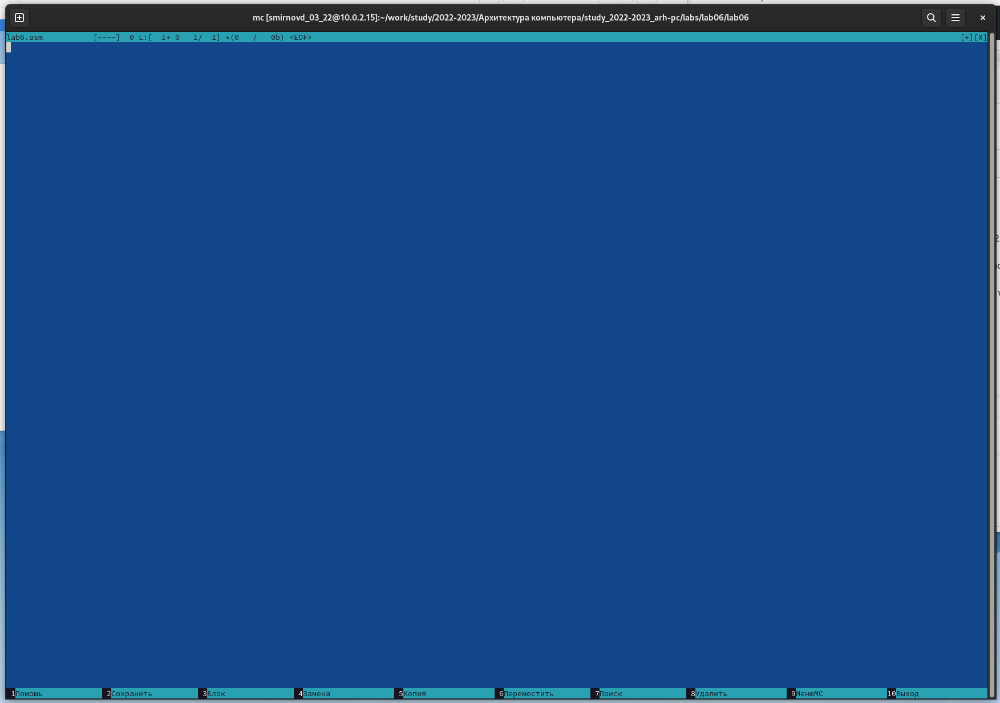 mc [smirnovd_03_22@10.0.2.15]:~/work/study/2022-2023/Архитектура компьютера/study_2022-2023_arh-pc/labs/lab06/lab06
lab6.asm [----] 0 L:[ 1+ 0 1/ 1] *(0 / 0b) <EOF> [*][X]
1Помощь 2Сохранить 3Блок 4Замена 5Копия 6Переместить 7Поиск 8Удалить 9МенюMC 10Выход